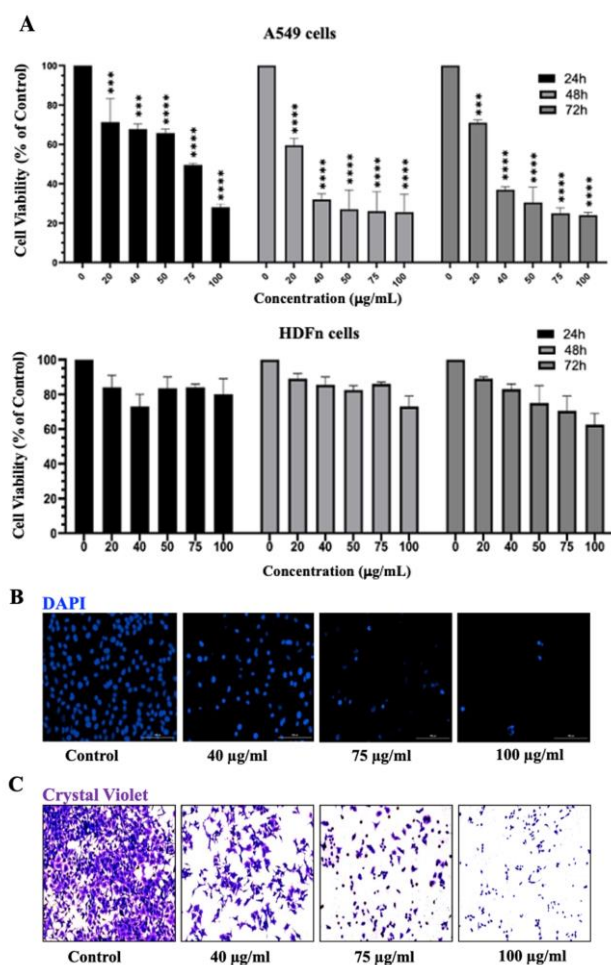 A
A549 cells
Cell Viability (% of Control)
100
80
60
40
20
0
*** *** **** **** ****
**** **** **** **** ****
*** **** **** **** ****
24h
48h
72h
0 20 40 50 75 100 0 20 40 50 75 100 0 20 40 50 75 100
Concentration (µg/mL)
HDFn cells
Cell Viability (% of Control)
100
80
60
40
20
0
24h
48h
72h
0 20 40 50 75 100 0 20 40 50 75 100 0 20 40 50 75 100
Concentration (µg/mL)
B
DAPI
Control 40 µg/ml 75 µg/ml 100 µg/ml
C
Crystal Violet
Control 40 µg/ml 75 µg/ml 100 µg/ml